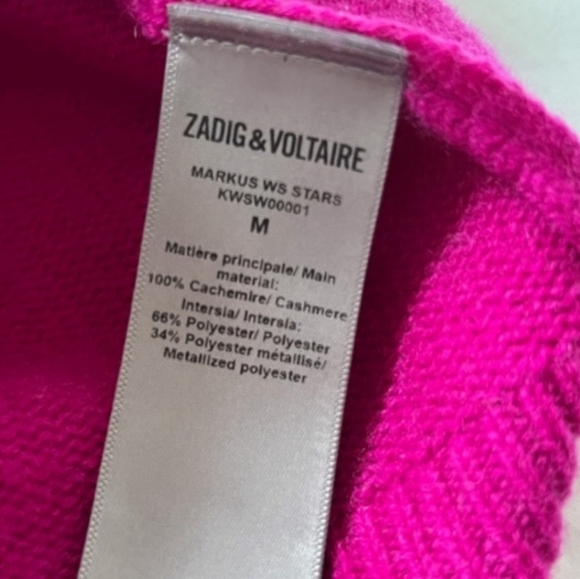 ZADIG&VOLTAIRE
MARKUS WS STARS
KWSW00001
M
Matière principale/ Main
material:
100% Cachemire/ Cashmere
Intersia/ Intersia:
66% Polyester/ Polyester
34% Polyester métallisé/
Metallized polyester